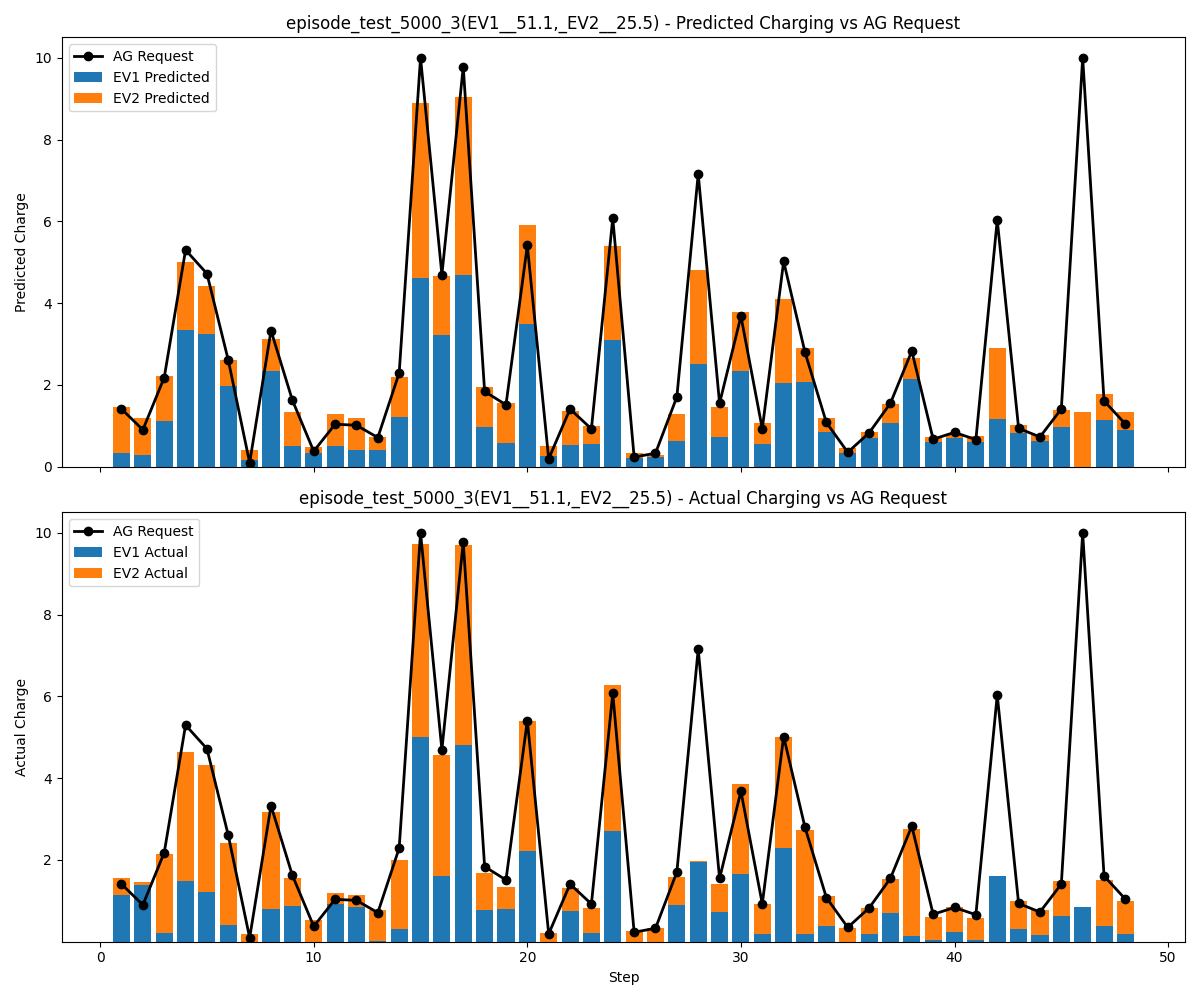 episode_test_5000_3(EV1__51.1,_EV2__25.5) - Predicted Charging vs AG Request
AG Request
EV1 Predicted
EV2 Predicted
Predicted Charge
10
8
6
4
2
0
episode_test_5000_3(EV1__51.1,_EV2__25.5) - Actual Charging vs AG Request
AG Request
EV1 Actual
EV2 Actual
Actual Charge
10
8
6
4
2
0
10
20
30
40
50
Step